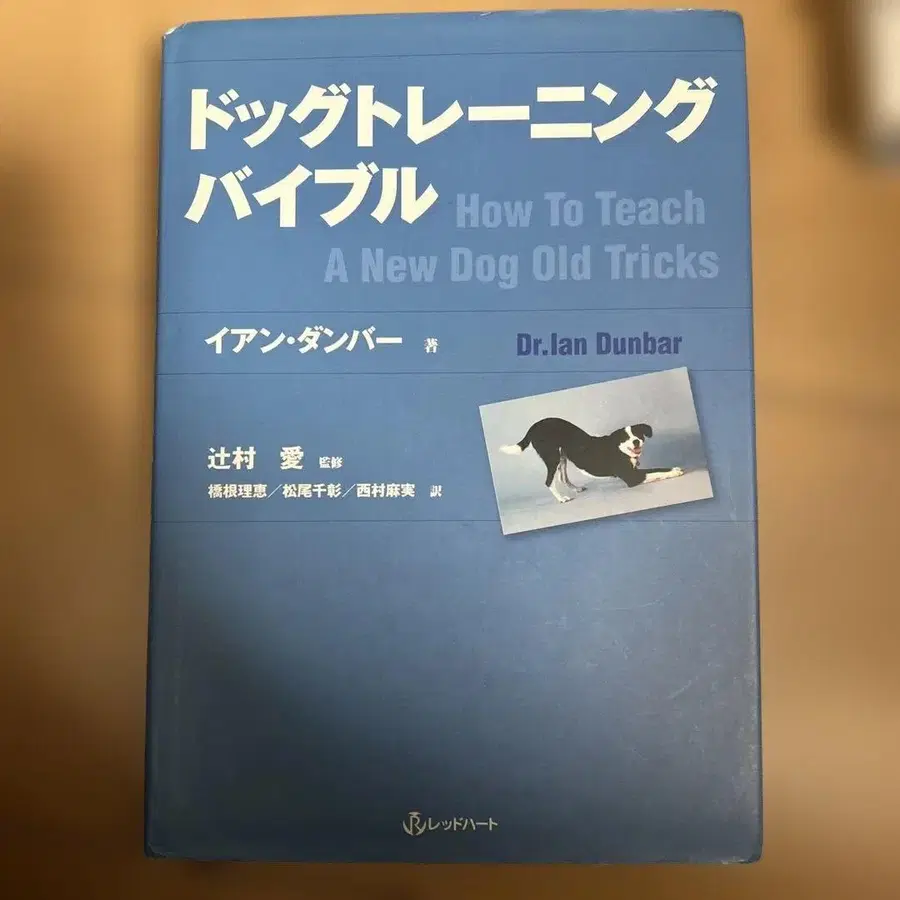 ドッグトレーニング
バイブル
How To Teach
A New Dog Old Tricks
イアン・ダンバー 著
Dr.Ian Dunbar
辻村 愛 監修
橋根理恵／松尾千彰／西村麻実 訳
レッドハート